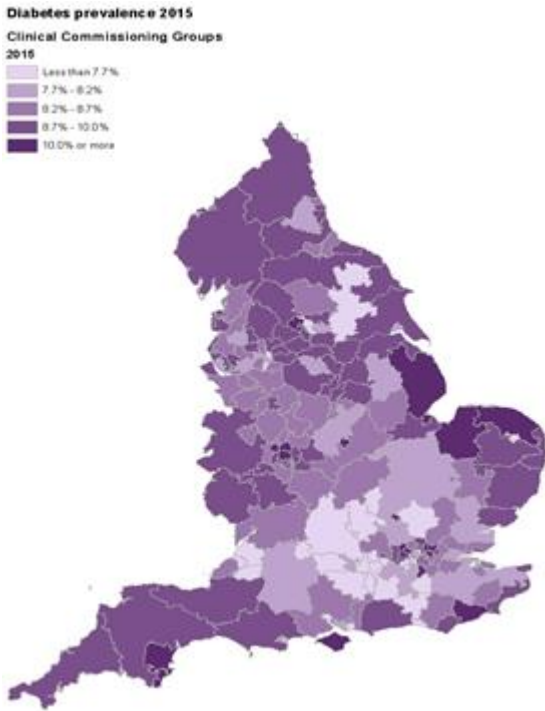 Diabetes prevalence 2015
Clinical Commissioning Groups
2015
Less than 7.7%
7.7% - 8.2%
8.2% - 8.7%
8.7% - 10.0%
10.0% or more